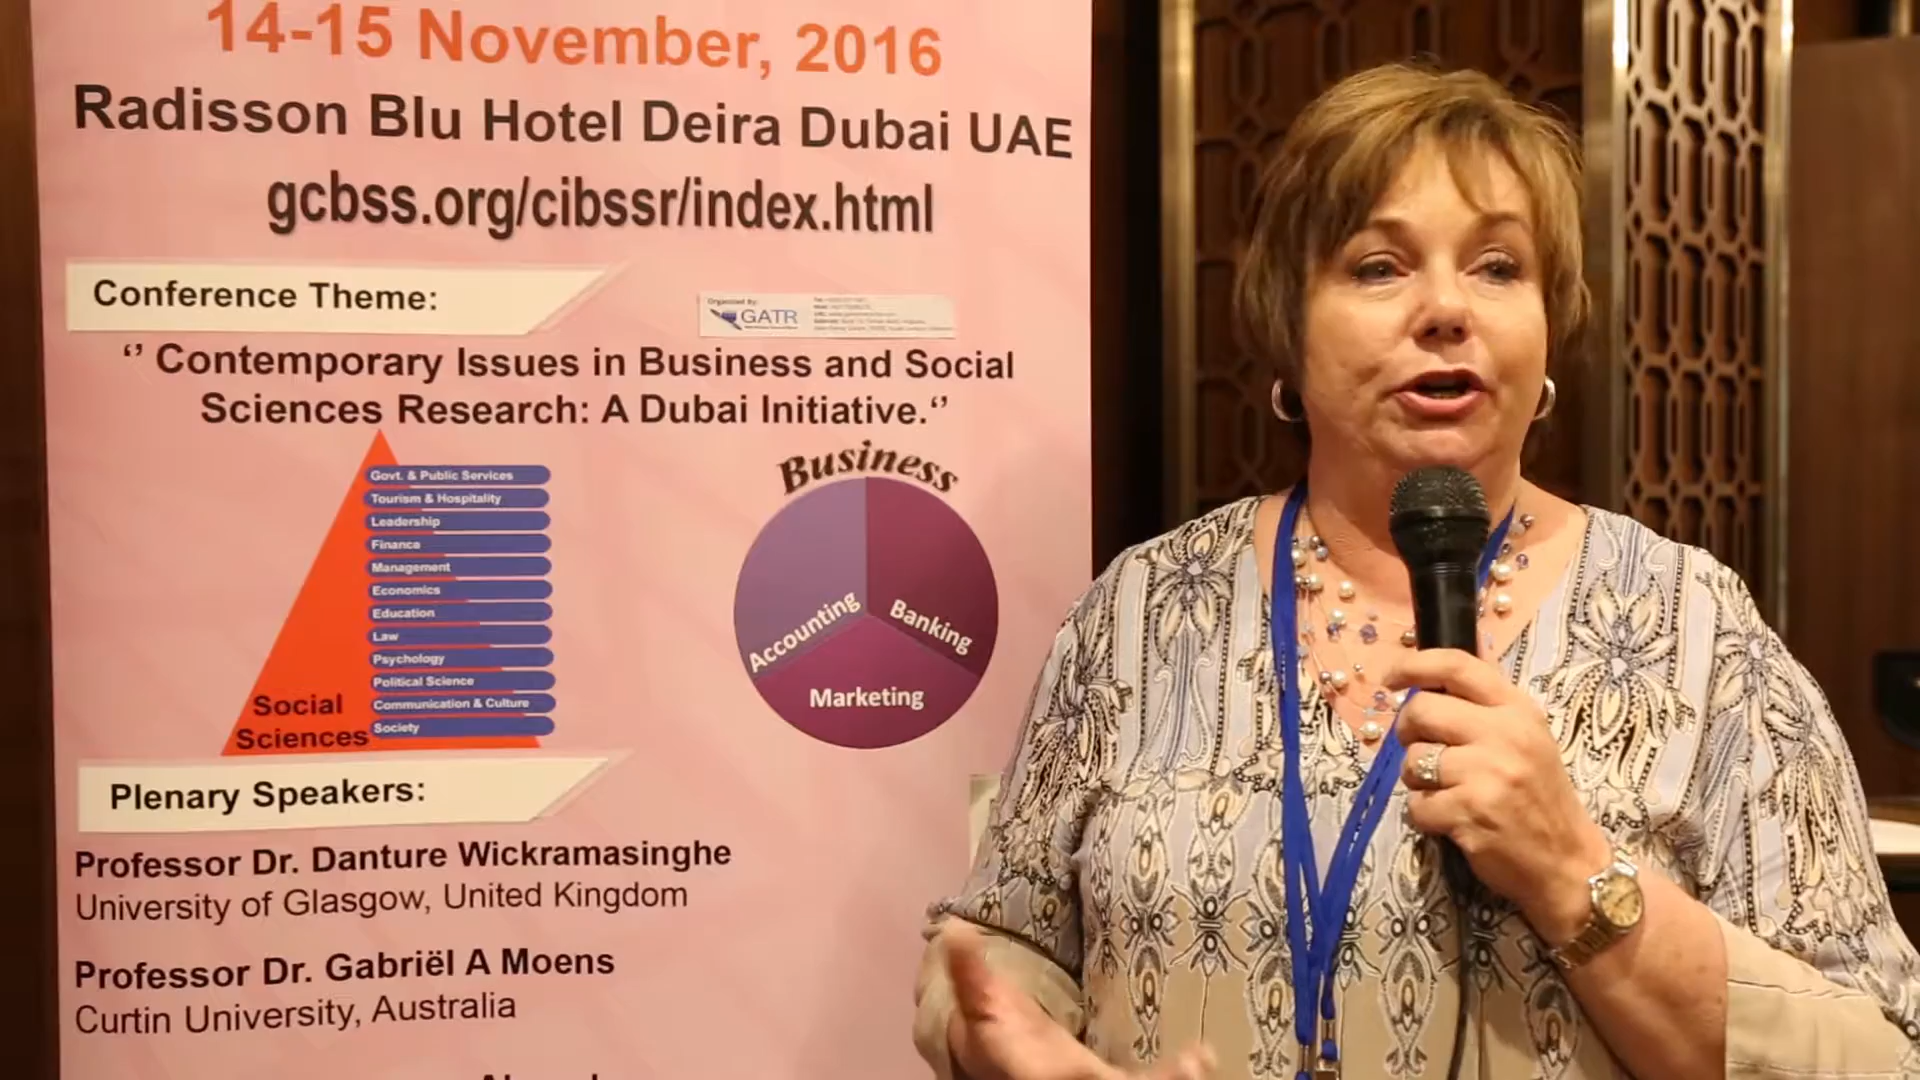 14-15 November, 2016
Radisson Blu Hotel Deira Dubai UAE
gcbss.org/cibssr/index.html
Conference Theme:
Organized By:
GATR
‘’ Contemporary Issues in Business and Social
Sciences Research: A Dubai Initiative.‘’
Business
Govt. & Public Services
Tourism & Hospitality
Leadership
Finance
Management
Economics
Education
Law
Psychology
Political Science
Communication & Culture
Society
Social
Sciences
Accounting
Banking
Marketing
Plenary Speakers:
Professor Dr. Danture Wickramasinghe
University of Glasgow, United Kingdom
Professor Dr. Gabriël A Moens
Curtin University, Australia